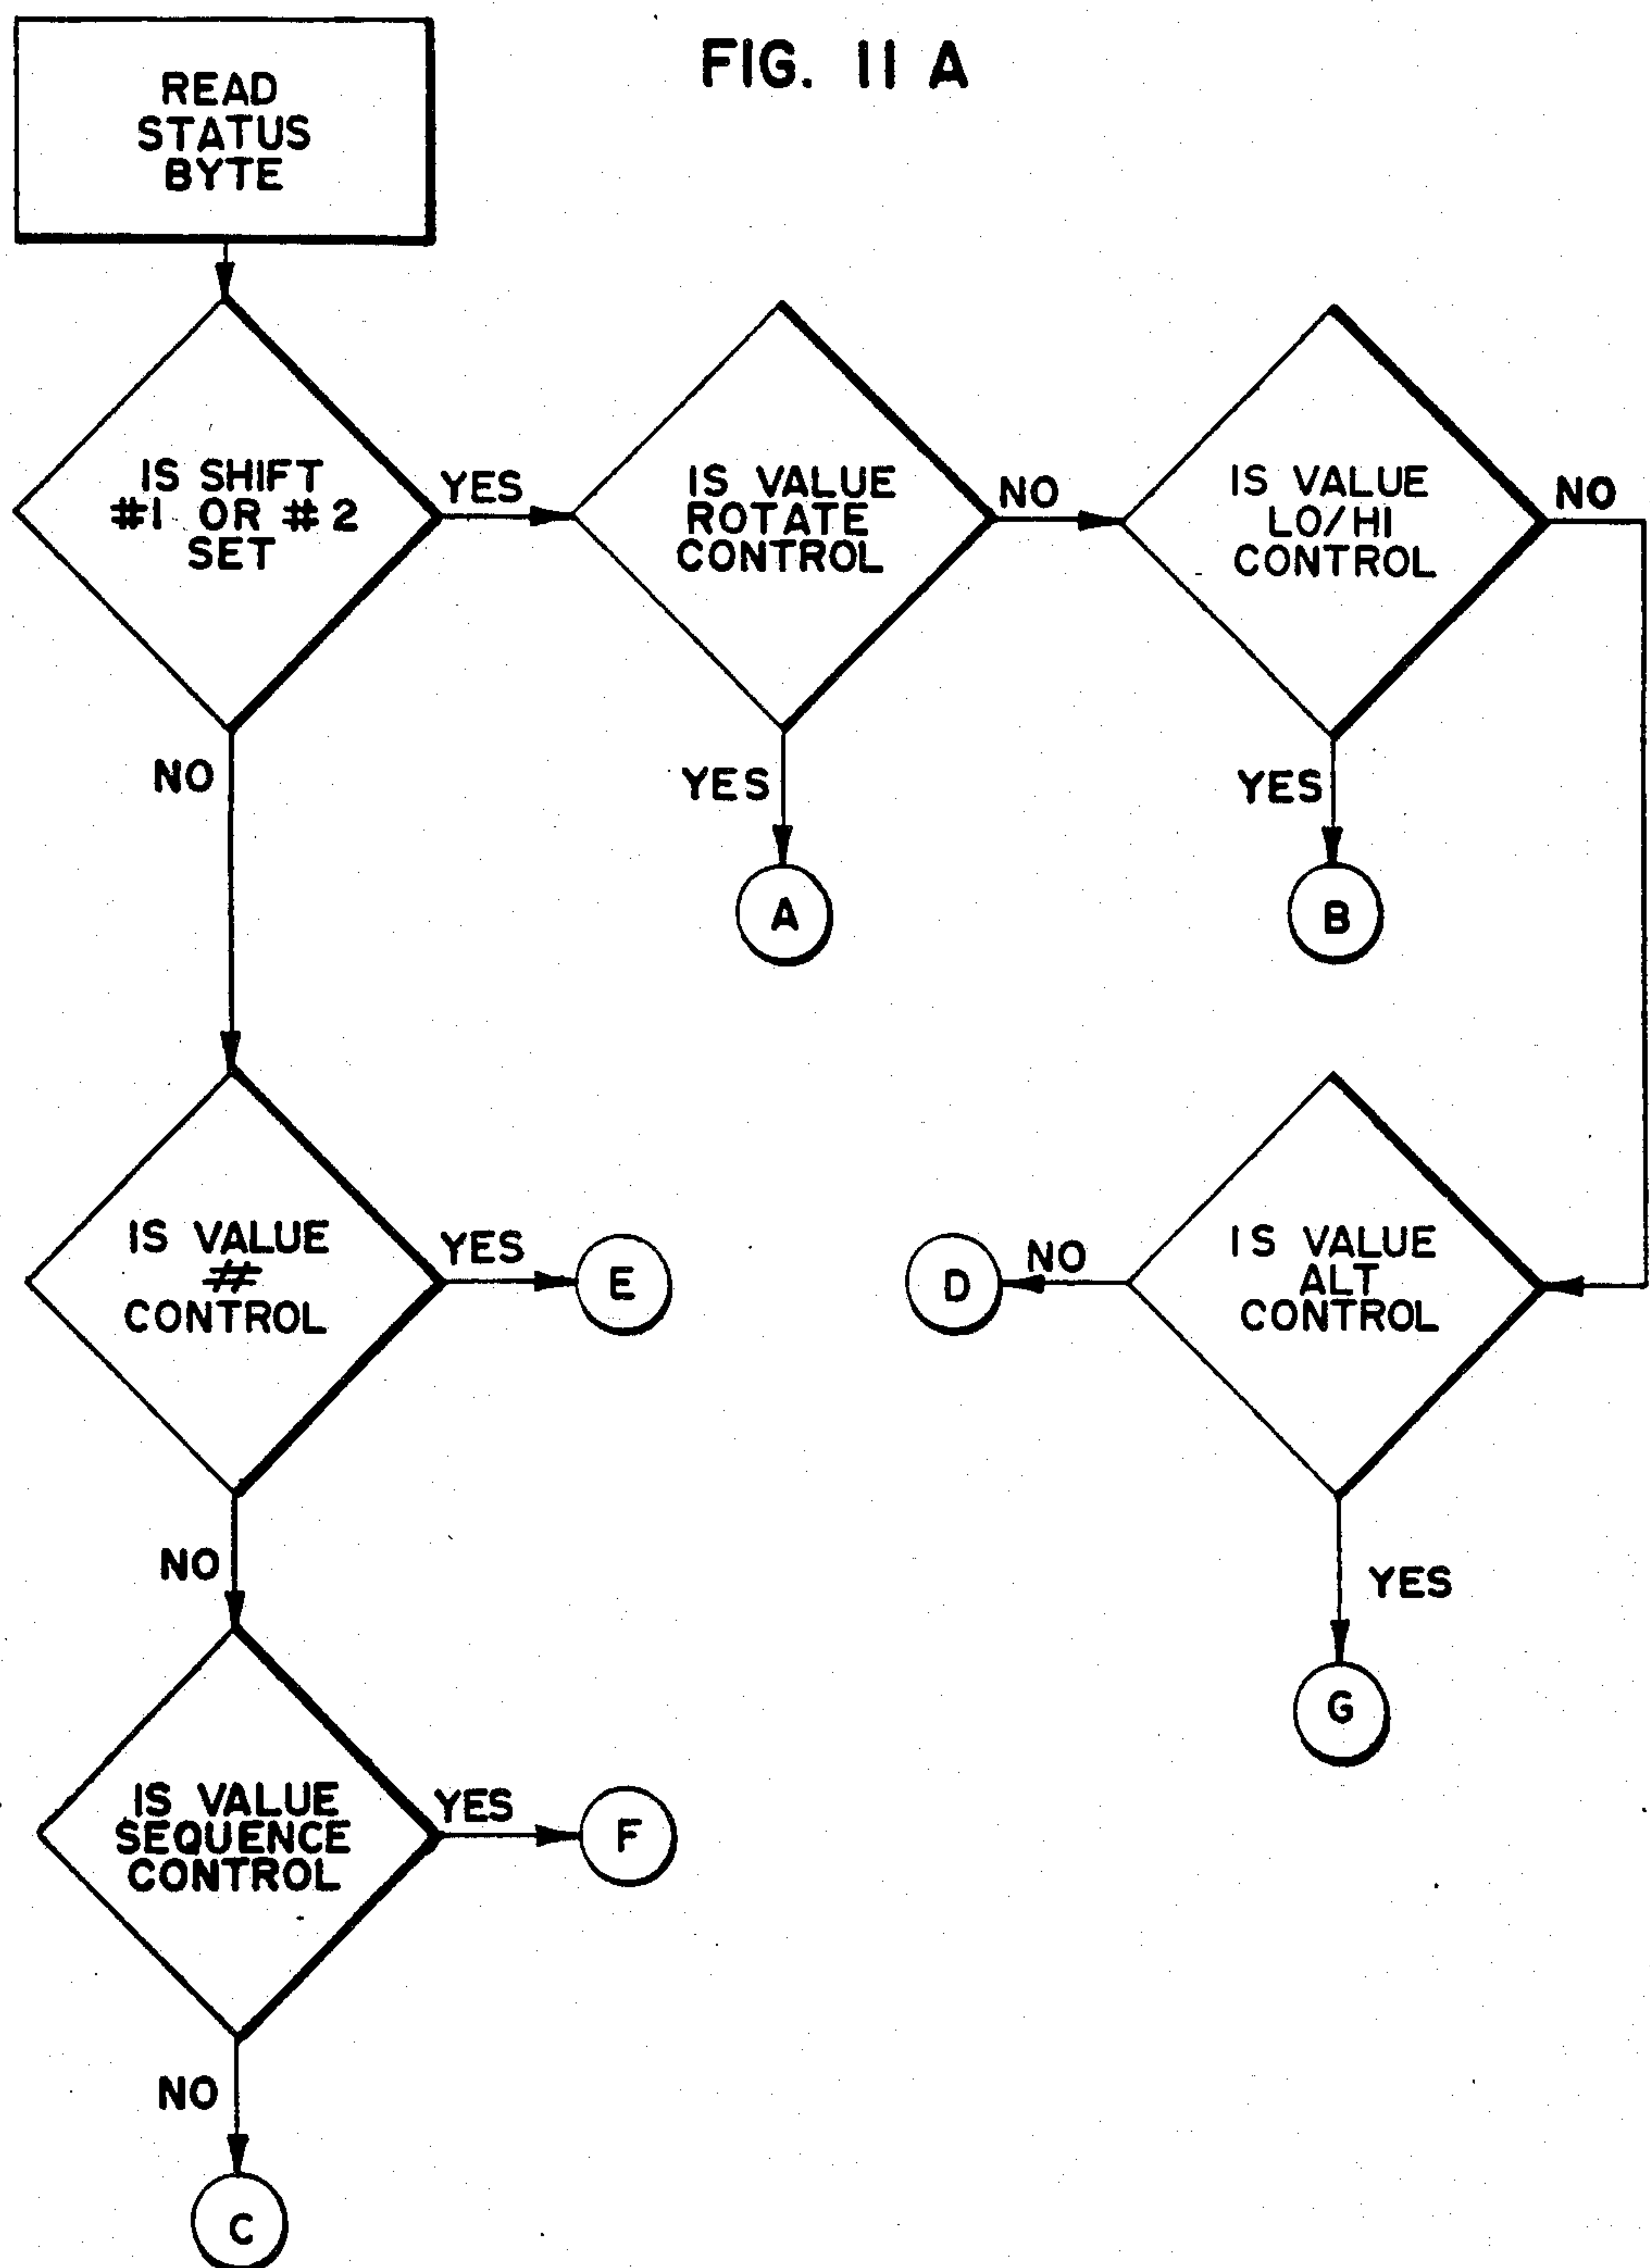 FIG. 11 A
READ
STATUS
BYTE
IS SHIFT
#1 OR #2
SET
YES
IS VALUE
ROTATE
CONTROL
NO
IS VALUE
LO/HI
CONTROL
NO
NO
YES
YES
A
B
IS VALUE
#
CONTROL
YES
E
D
NO
IS VALUE
ALT
CONTROL
NO
YES
G
IS VALUE
SEQUENCE
CONTROL
YES
F
NO
C